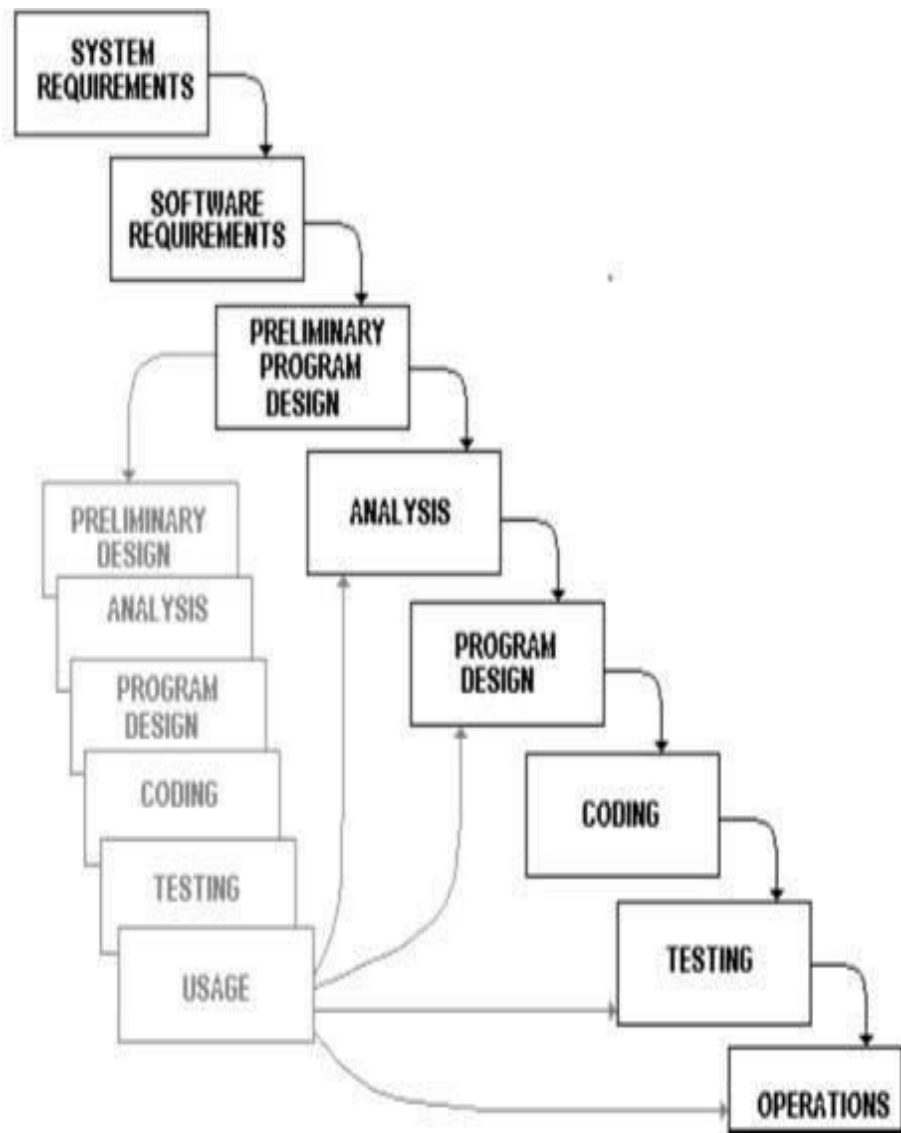 SYSTEM
REQUIREMENTS
SOFTWARE
REQUIREMENTS
PRELIMINARY
PROGRAM
DESIGN
ANALYSIS
PROGRAM
DESIGN
CODING
TESTING
OPERATIONS
PRELIMINARY
DESIGN
ANALYSIS
PROGRAM
DESIGN
CODING
TESTING
USAGE